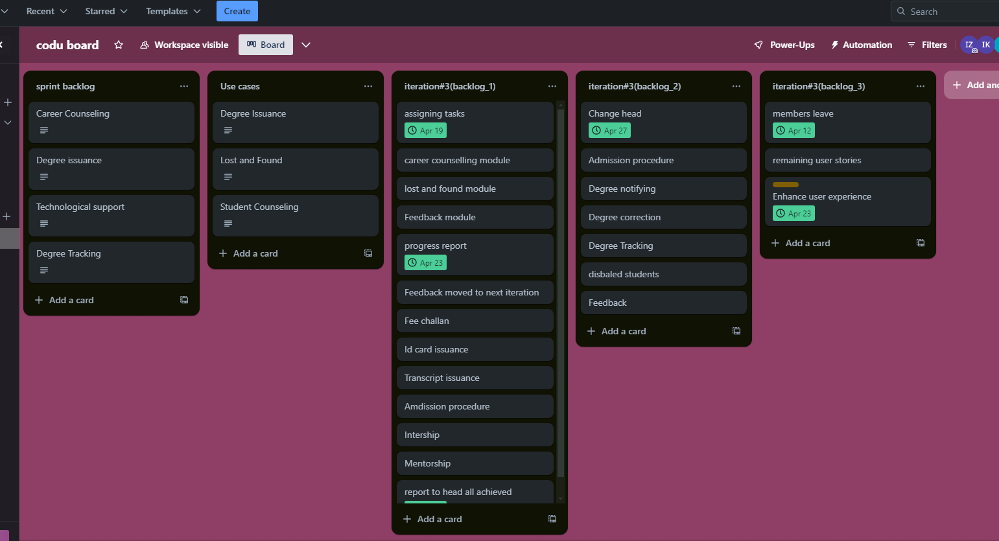 Recent
Starred
Templates
Create
Search
codu board
Workspace visible
Board
Power-Ups
Automation
Filters
IZ
IK
sprint backlog
Career Counseling
Degree issuance
Technological support
Degree Tracking
Add a card
Use cases
Degree Issuance
Lost and Found
Student Counseling
Add a card
iteration#3(backlog_1)
assigning tasks
Apr 19
career counselling module
lost and found module
Feedback module
progress report
Apr 23
Feedback moved to next iteration
Fee challan
Id card issuance
Transcript issuance
Amdission procedure
Intership
Mentorship
report to head all achieved
Add a card
iteration#3(backlog_2)
Change head
Apr 27
Admission procedure
Degree notifying
Degree correction
Degree Tracking
disbaled students
Feedback
Add a card
iteration#3(backlog_3)
members leave
Apr 12
remaining user stories
Enhance user experience
Apr 23
Add a card
Add ano